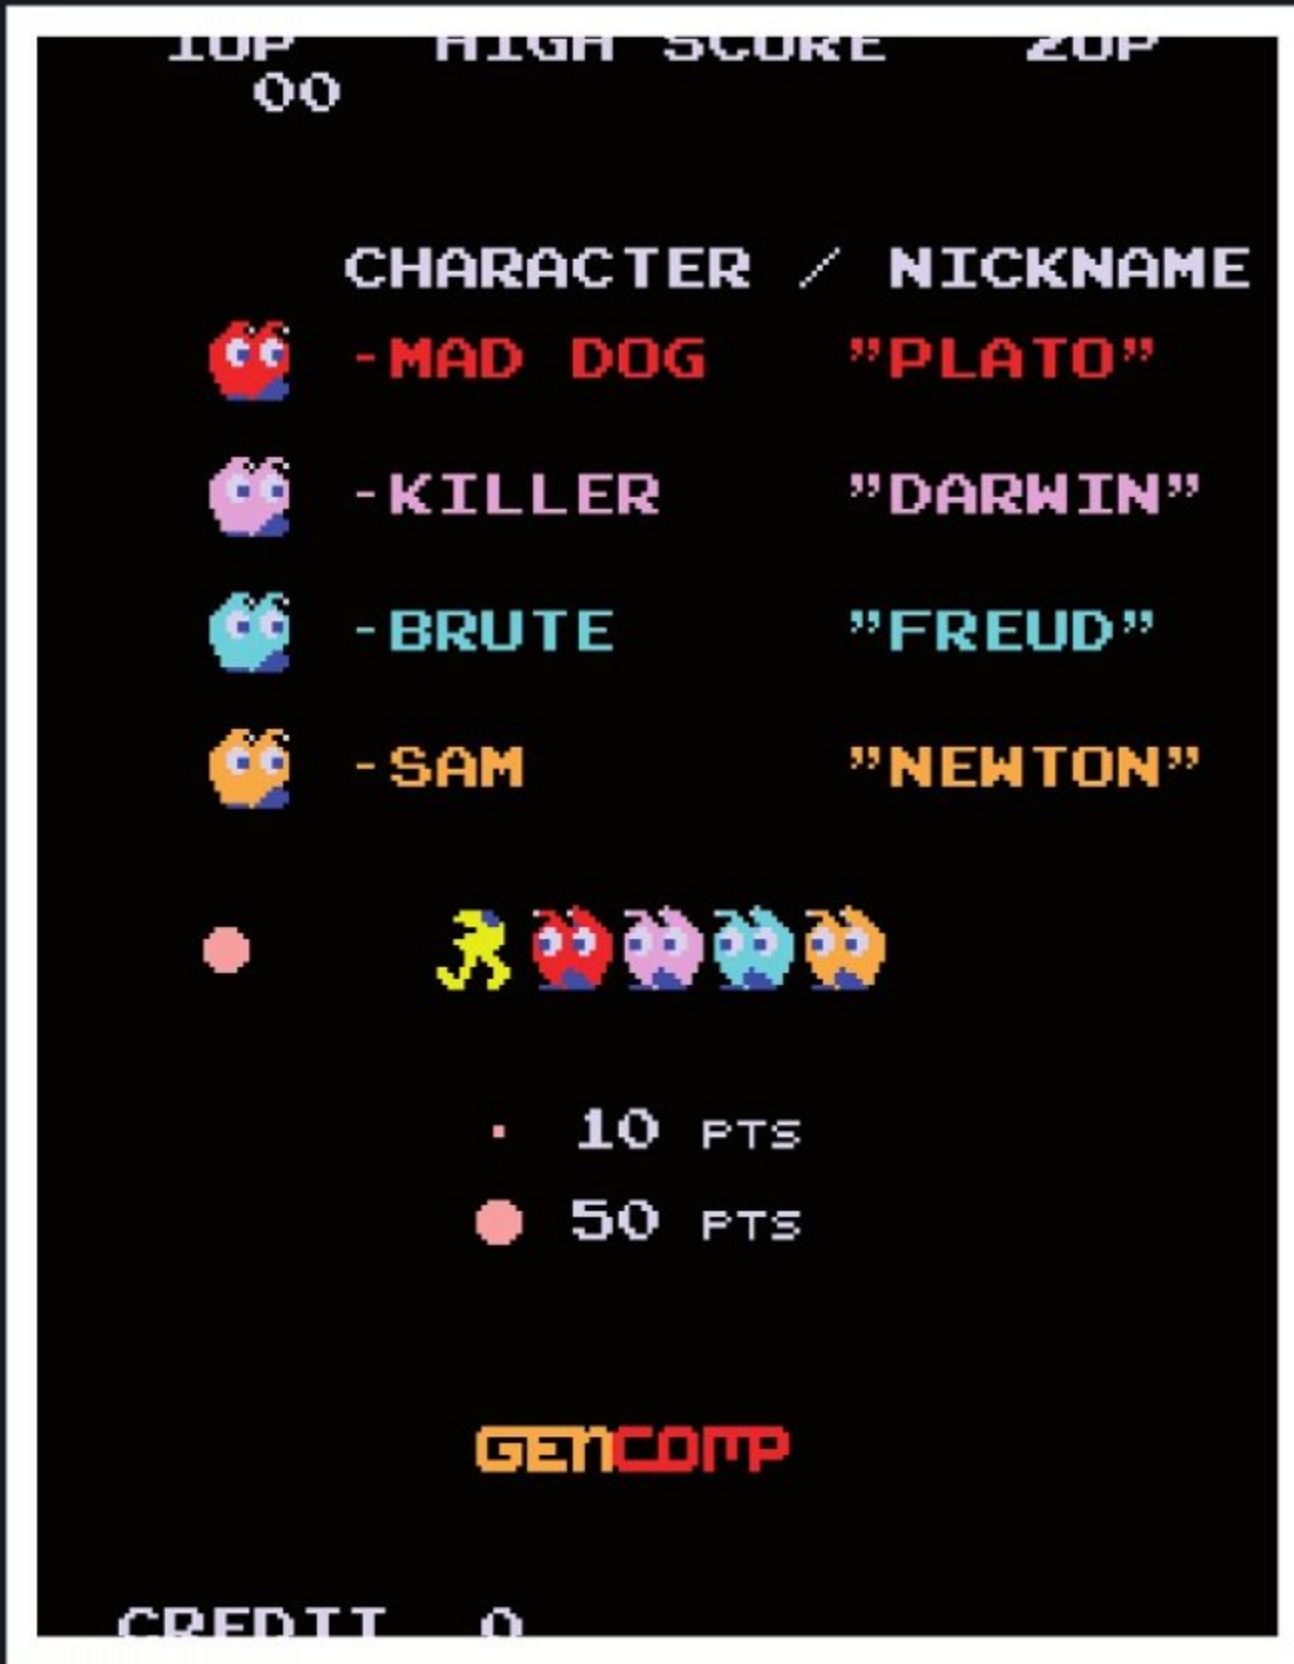 1UP HIGH SCORE 2UP
00
CHARACTER / NICKNAME
-MAD DOG "PLATO"
-KILLER "DARWIN"
-BRUTE "FREUD"
-SAM "NEWTON"
10 PTS
50 PTS
GENCOMP
CREDIT 0